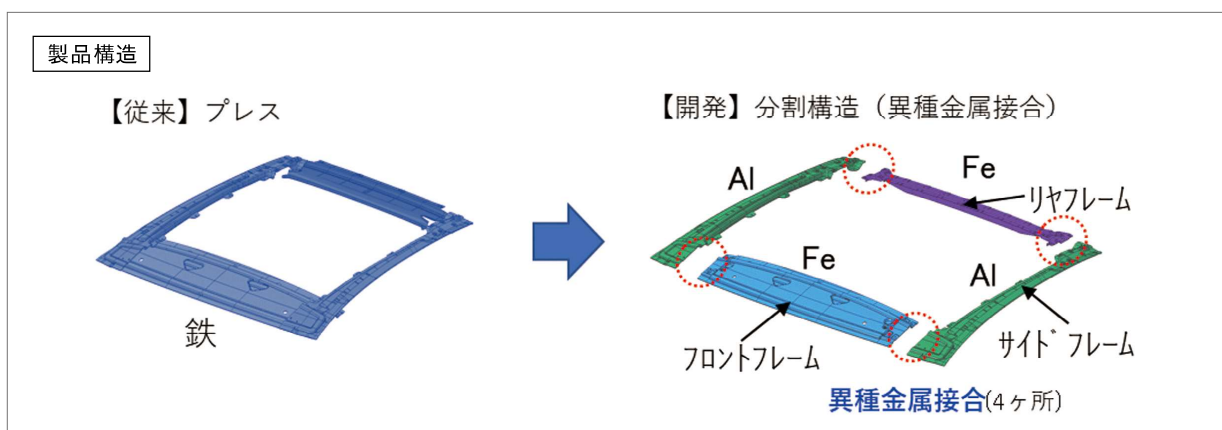 製品構造
【従来】プレス
【開発】分割構造（異種金属接合）
鉄
Al
Fe
リヤフレーム
Fe
Al
フロントフレーム
サイドフレーム
異種金属接合(4ヶ所)